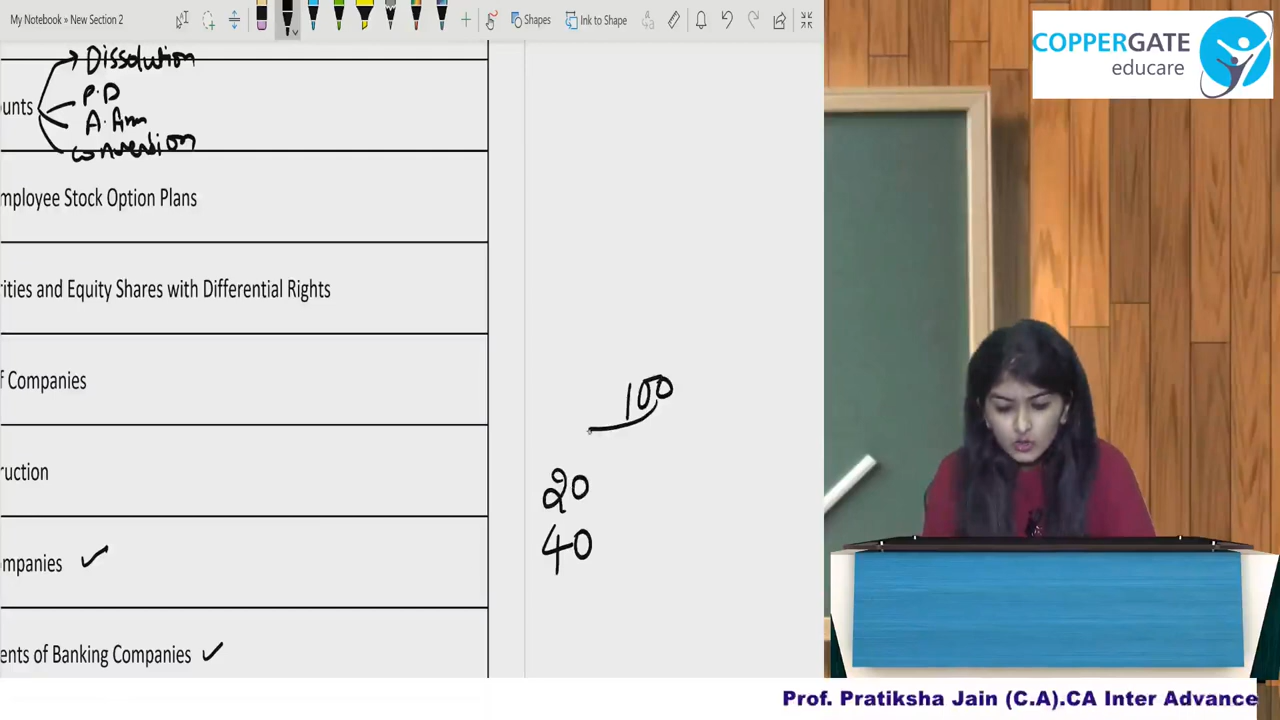 My Notebook » New Section 2
Shapes
Ink to Shape
COPPERGATE
educare
Dissolution
unts
P.D
A.Am
conversion
mployee Stock Option Plans
rities and Equity Shares with Differential Rights
f Companies
100
ruction
20
40
ompanies
ents of Banking Companies
Prof. Pratiksha Jain (C.A).CA Inter Advance